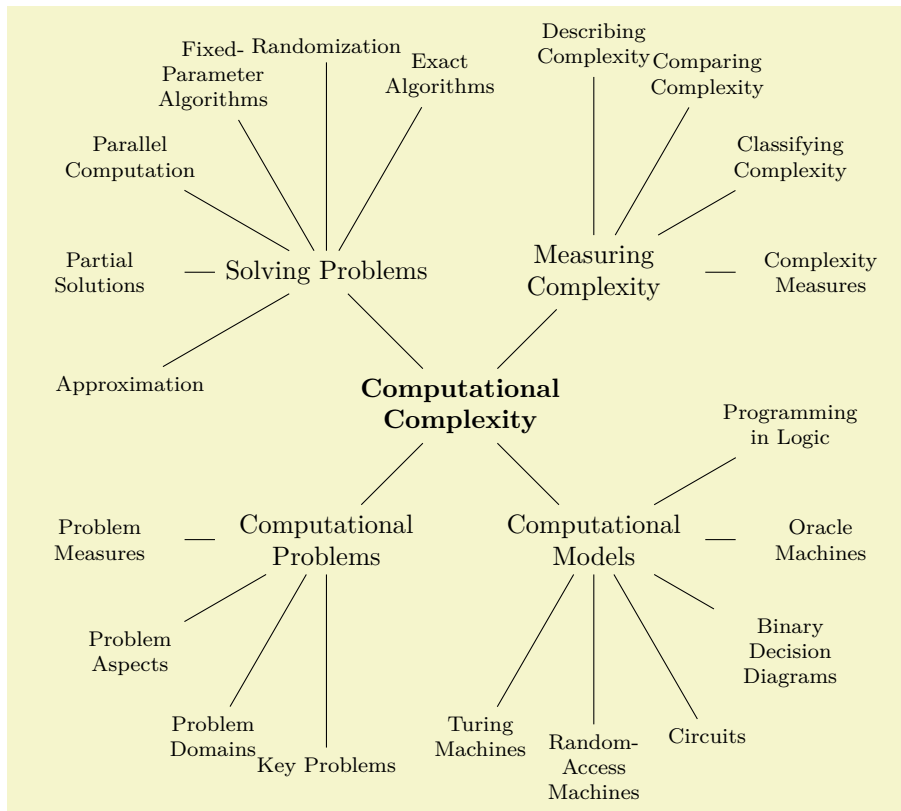 Fixed-
Parameter
Algorithms
Randomization
Exact
Algorithms
Parallel
Computation
Partial
Solutions
Solving Problems
Approximation
Describing
Complexity
Comparing
Complexity
Classifying
Complexity
Measuring
Complexity
Complexity
Measures
Computational
Complexity
Problem
Measures
Computational
Problems
Problem
Aspects
Problem
Domains
Key Problems
Programming
in Logic
Computational
Models
Oracle
Machines
Binary
Decision
Diagrams
Turing
Machines
Random-
Access
Machines
Circuits